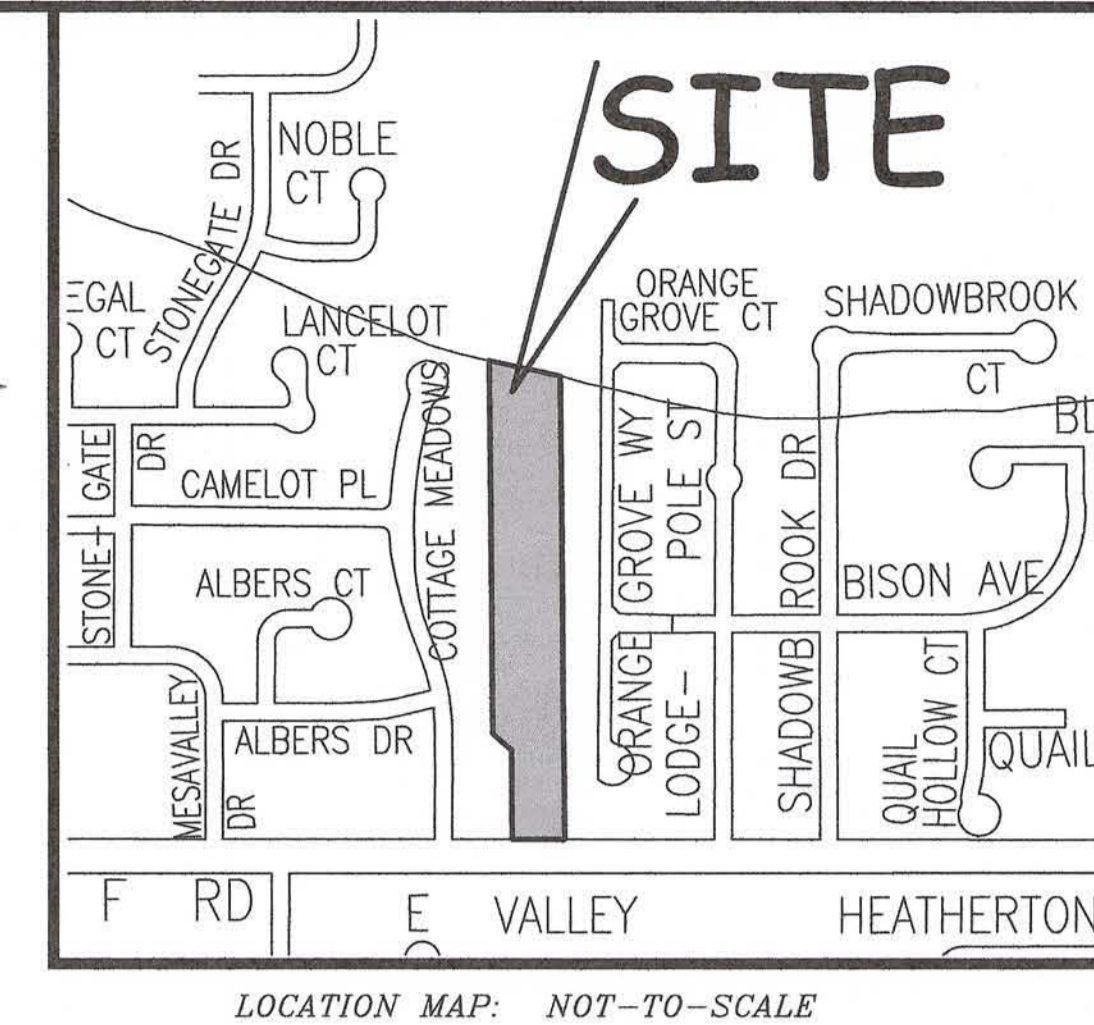 SITE
NOBLE
CT
STONEGATE DR
EGAL
CT
LANCELOT
CT
ORANGE
GROVE CT
SHADOWBROOK
CT
BL
STONE-
GATE
DR
CAMELOT PL
COTTAGE MEADOWS
ORANGE GROVE WY
LODGE-
POLE ST
SHADOWB
ROOK DR
BISON AVE
ALBERS CT
ALBERS DR
MESAVALLEY
DR
QUAIL
HOLLOW CT
QUAIL
F RD
E VALLEY
HEATHERTON
LOCATION MAP: NOT-TO-SCALE